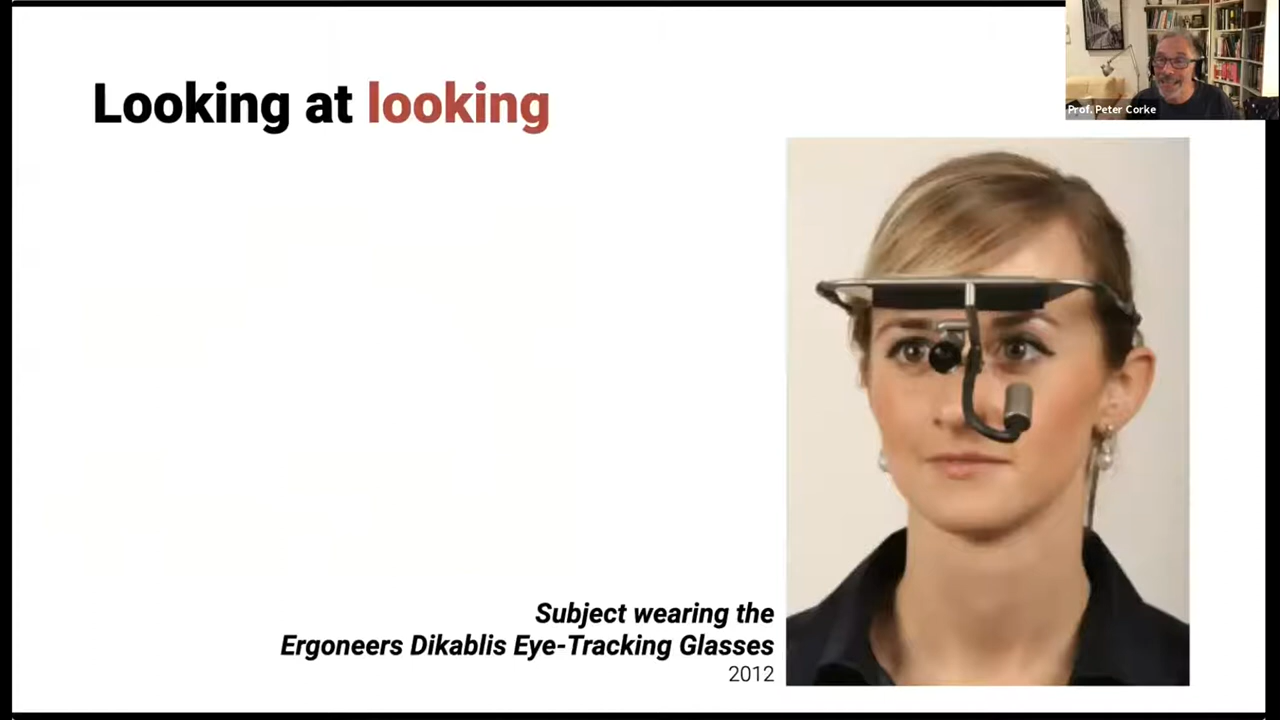 Looking at looking
Prof. Peter Corke
Subject wearing the
Ergoneers Dikablis Eye-Tracking Glasses
2012